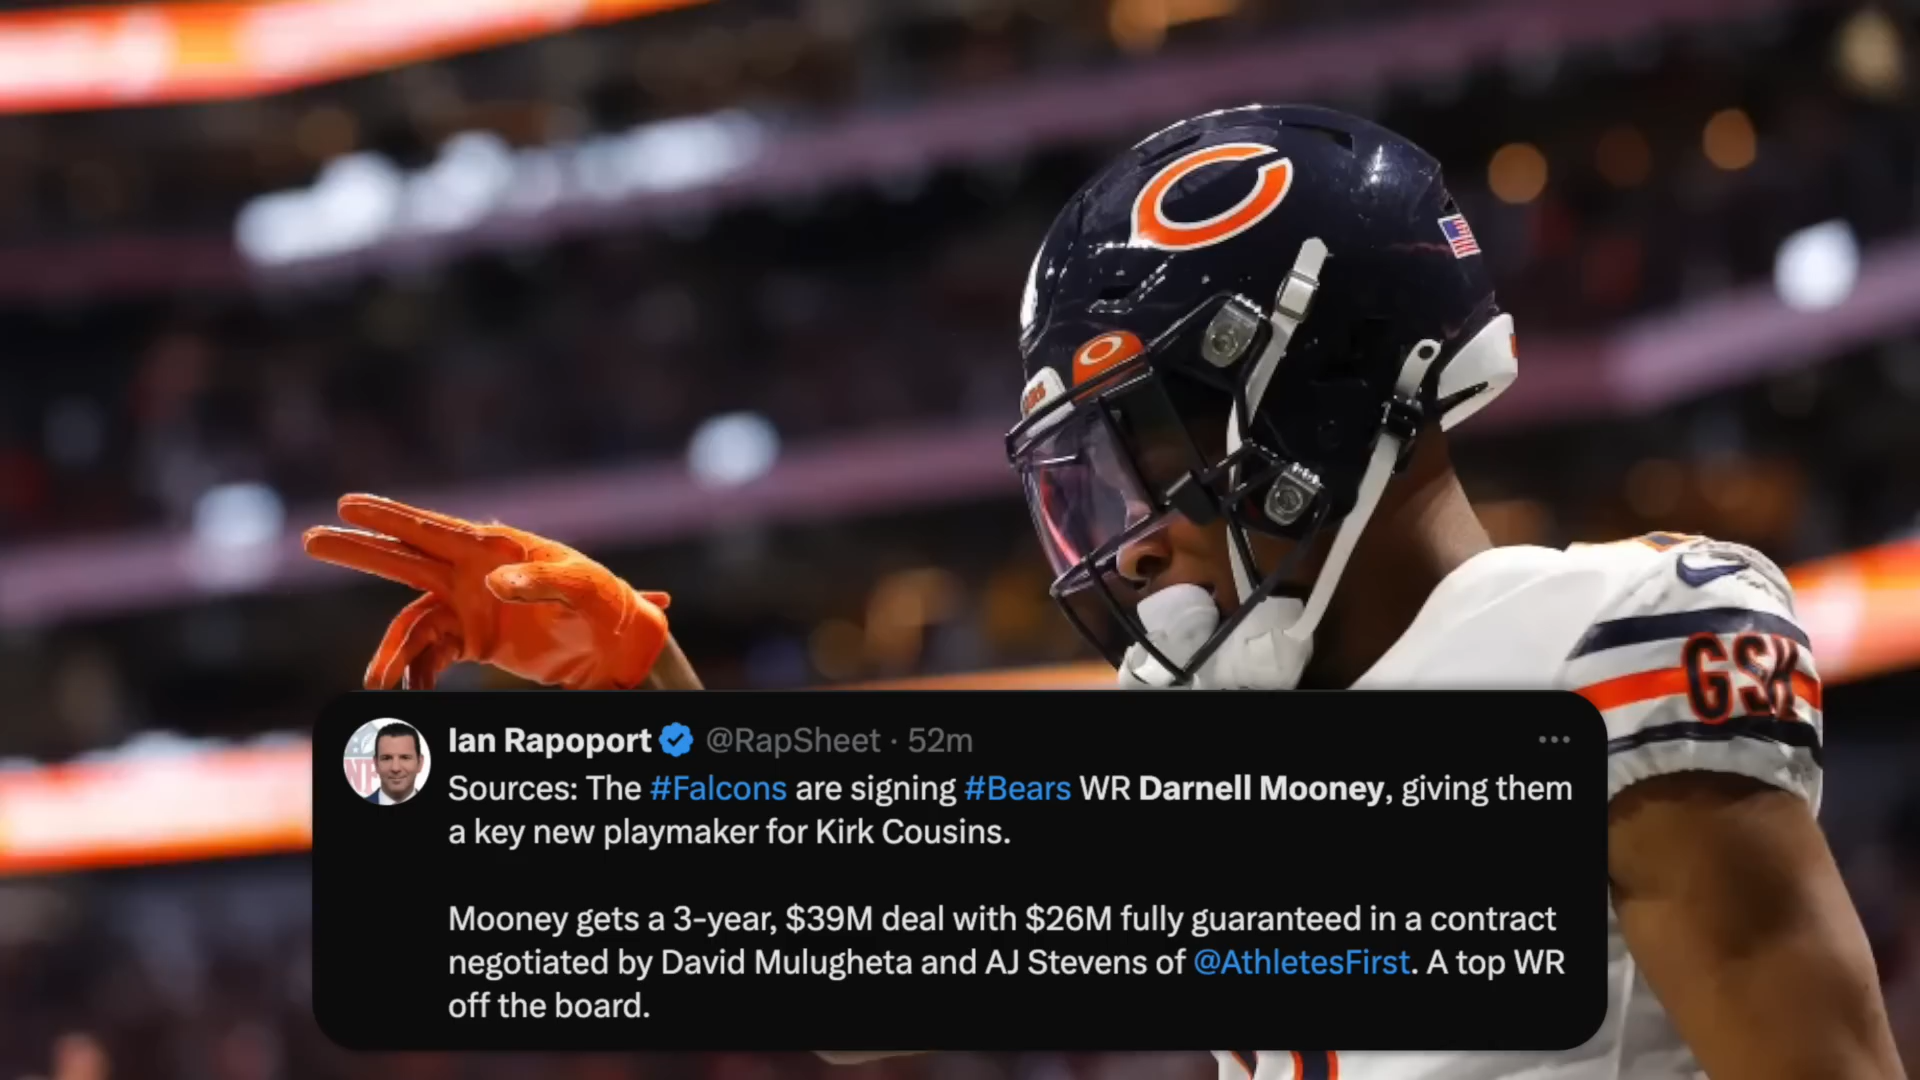 GSH
Ian Rapoport @RapSheet · 52m
Sources: The #Falcons are signing #Bears WR Darnell Mooney, giving them
a key new playmaker for Kirk Cousins.
Mooney gets a 3-year, $39M deal with $26M fully guaranteed in a contract
negotiated by David Mulugheta and AJ Stevens of @AthletesFirst. A top WR
off the board.